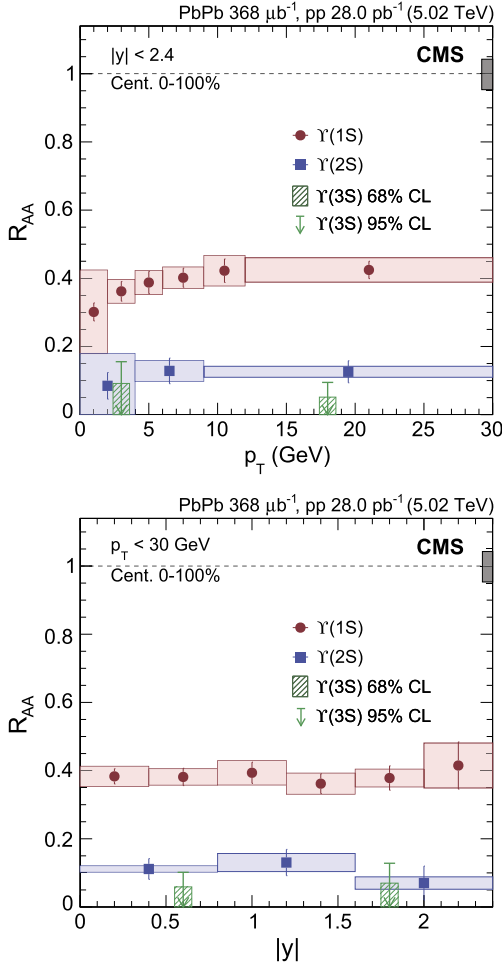 PbPb 368 μb⁻¹, pp 28.0 pb⁻¹ (5.02 TeV)
|y| < 2.4
CMS
Cent. 0-100%
ϒ(1S)
ϒ(2S)
ϒ(3S) 68% CL
ϒ(3S) 95% CL
R_AA
1
0.8
0.6
0.4
0.2
0
0 5 10 15 20 25 30
p_T (GeV)
PbPb 368 μb⁻¹, pp 28.0 pb⁻¹ (5.02 TeV)
p_T < 30 GeV
CMS
Cent. 0-100%
ϒ(1S)
ϒ(2S)
ϒ(3S) 68% CL
ϒ(3S) 95% CL
R_AA
1
0.8
0.6
0.4
0.2
0
0 0.5 1 1.5 2
|y|